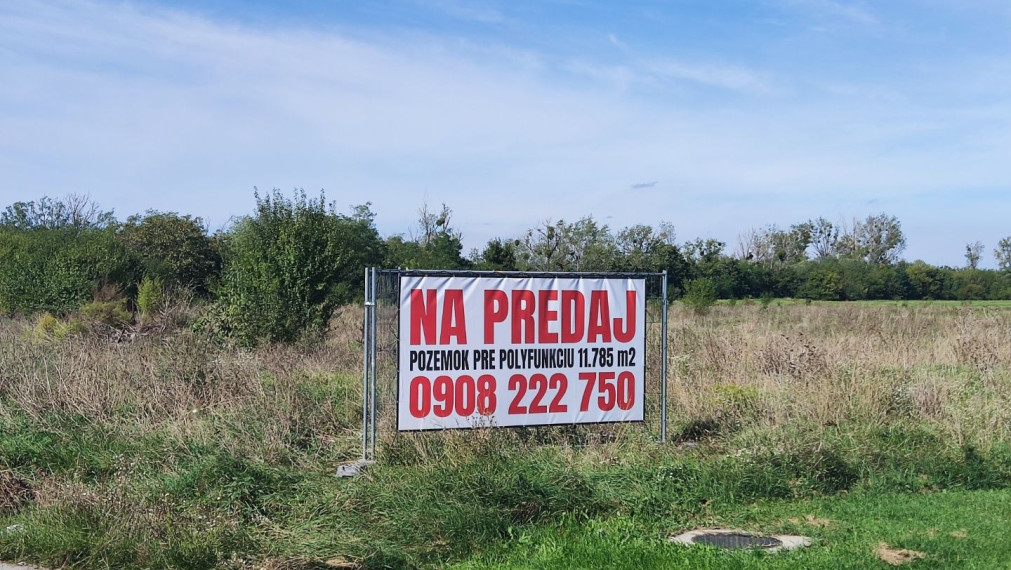 NA PREDAJ
POZEMOK PRE POLYFUNKCIU 11.785 m2
0908 222 750